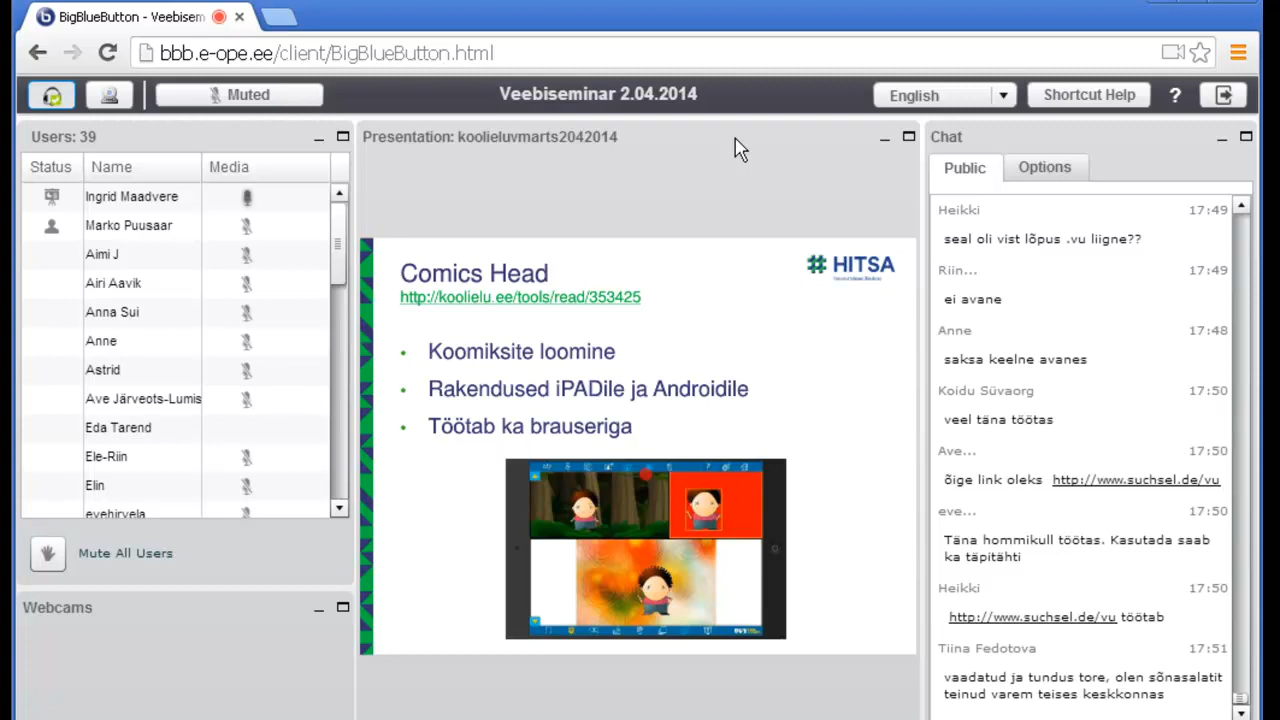 BigBlueButton - Veebisem
bbb.e-ope.ee/client/BigBlueButton.html
Muted
Veebiseminar 2.04.2014
English
Shortcut Help
?
Users: 39
Status Name Media
Ingrid Maadvere
Marko Puusaar
Aimi J
Airi Aavik
Anna Sui
Anne
Astrid
Ave Järveots-Lumis
Eda Tarend
Ele-Riin
Elin
evehirvela
Mute All Users
Webcams
Presentation: koolieluvmarts2042014
HITSA
Comics Head
http://koolielu.ee/tools/read/353425
• Koomiksite loomine
• Rakendused iPADile ja Androidile
• Töötab ka brauseriga
Chat
Public Options
Heikki 17:49
seal oli vist lõpus .vu liigne??
Riin... 17:49
ei avane
Anne 17:48
saksa keelne avanes
Koidu Süvaorg 17:50
veel täna töötas
Ave... 17:50
õige link oleks http://www.suchsel.de/vu
eve... 17:50
Täna hommikull töötas. Kasutada saab
ka täpitähti
Heikki 17:50
http://www.suchsel.de/vu töötab
Tiina Fedotova 17:51
vaadatud ja tundus tore, olen sõnasalatit
teinud varem teises keskkonnas